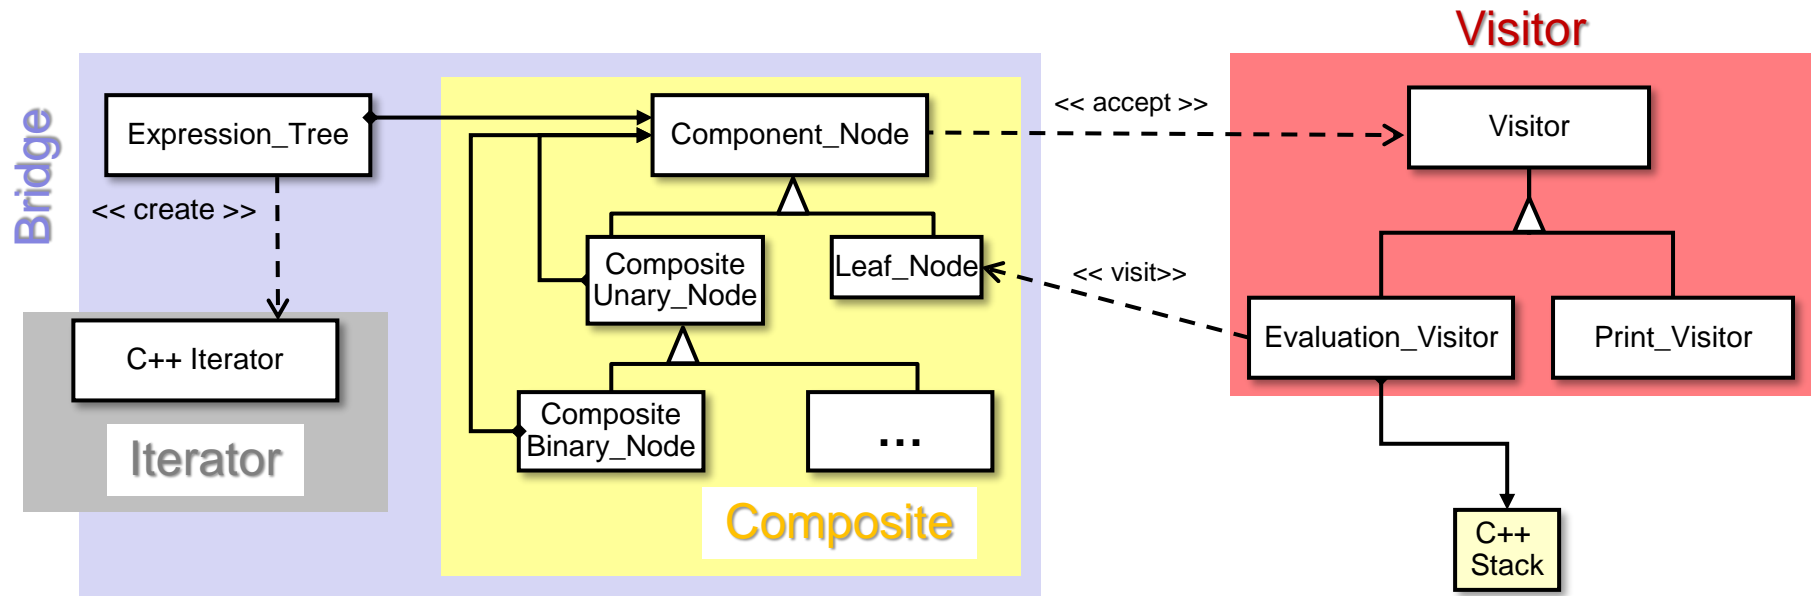 Visitor
Bridge
Expression_Tree
Component_Node
<< accept >>
Visitor
<< create >>
Composite
Unary_Node
Leaf_Node
<< visit>>
C++ Iterator
Evaluation_Visitor
Print_Visitor
Composite
Binary_Node
...
Iterator
Composite
C++
Stack